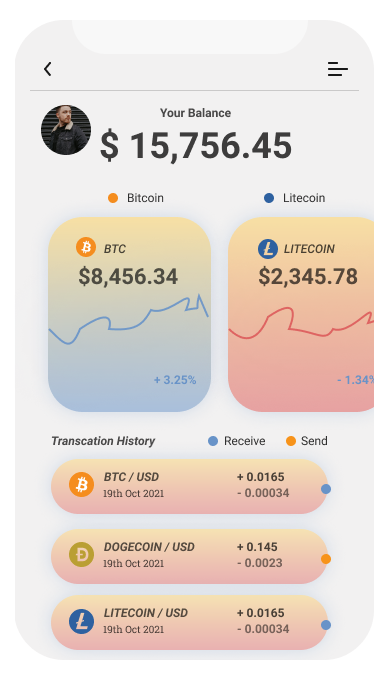 Your Balance
$ 15,756.45
Bitcoin
Litecoin
BTC
$8,456.34
+ 3.25%
LITECOIN
$2,345.78
- 1.34%
Transcation History
Receive
Send
BTC / USD
+ 0.0165
19th Oct 2021
- 0.00034
DOGECOIN / USD
+ 0.145
19th Oct 2021
- 0.0023
LITECOIN / USD
+ 0.0165
19th Oct 2021
- 0.00034